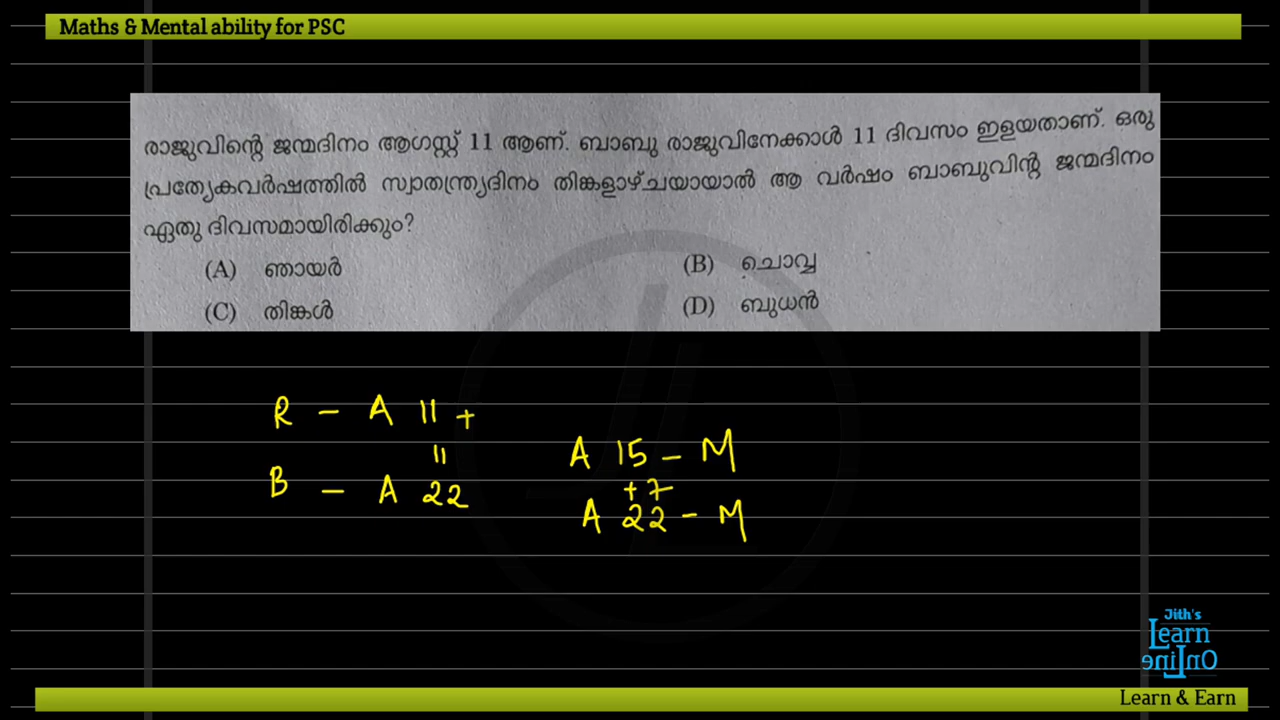 Maths & Mental ability for PSC
രാജുവിന്റെ ജന്മദിനം ആഗസ്റ്റ് 11 ആണ്. ബാബു രാജുവിനേക്കാൾ 11 ദിവസം ഇളയതാണ്. ഒരു
പ്രത്യേകവർഷത്തിൽ സ്വാതന്ത്ര്യദിനം തിങ്കളാഴ്ചയായാൽ ആ വർഷം ബാബുവിന്റ ജന്മദിനം
ഏതു ദിവസമായിരിക്കും?
(A) ഞായർ (B) ചൊവ്വ
(C) തിങ്കൾ (D) ബുധൻ
R - A 11 +
11
B - A 22
A 15 - M
+ 7
A 22 - M
Jith's
Learn
OnLine
Learn & Earn